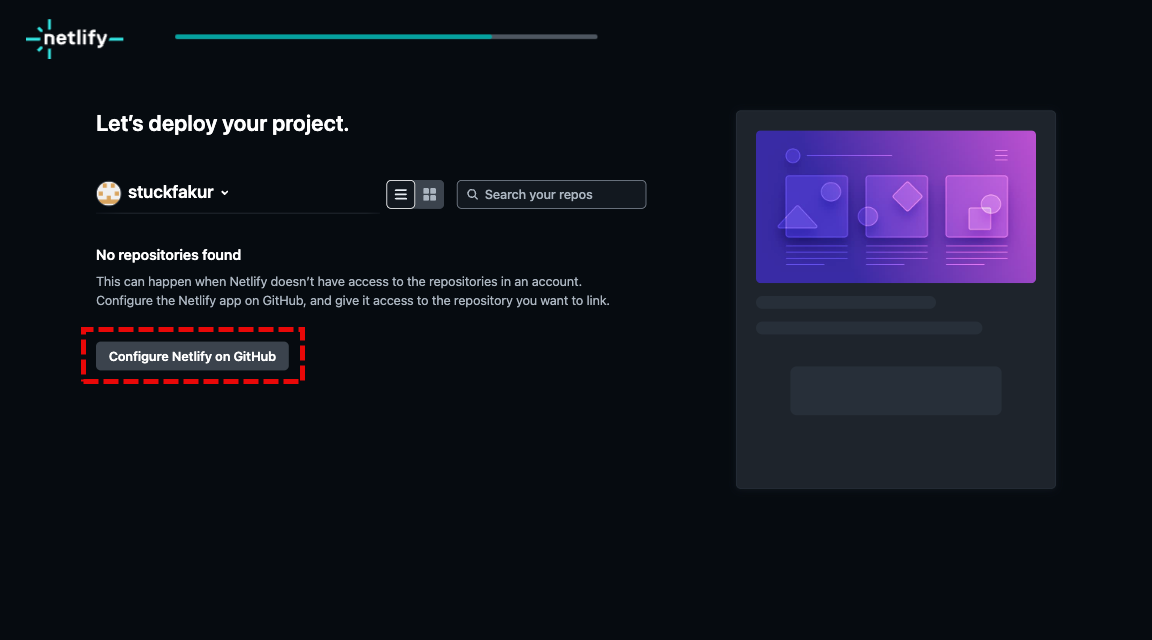 netlify
Let's deploy your project.
stuckfakur
Search your repos
No repositories found
This can happen when Netlify doesn't have access to the repositories in an account.
Configure the Netlify app on GitHub, and give it access to the repository you want to link.
Configure Netlify on GitHub